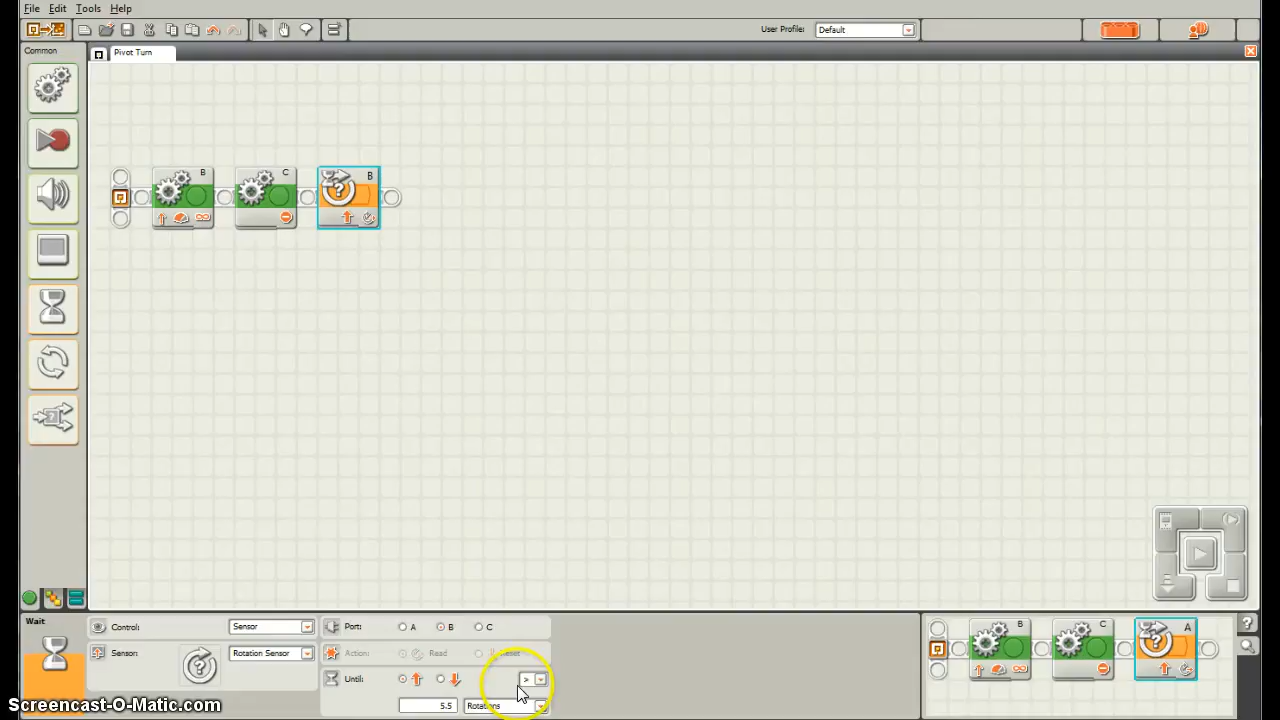 File Edit Tools Help
User Profile: Default
Common
Pivot Turn
B C B
Wait
Control: Sensor
Port: A B C
Sensor: Rotation Sensor
Action: Read Reset
Until: >
5.5 Rotations
B C A
Screencast-O-Matic.com